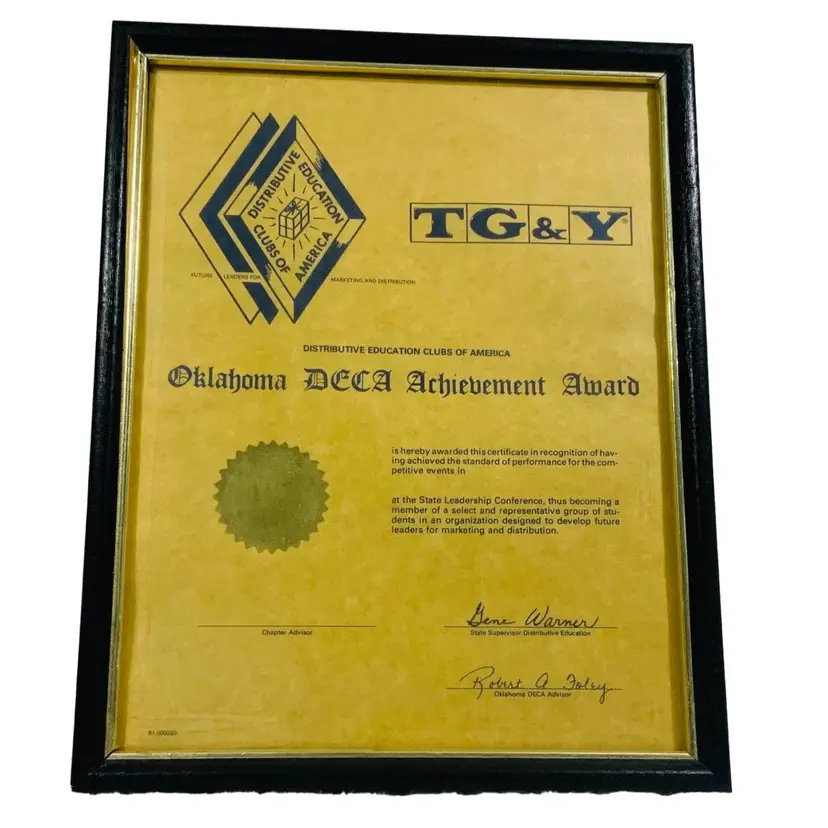 DISTRIBUTIVE EDUCATION
CLUBS OF AMERICA
TG&Y®
FUTURE LEADERS FOR MARKETING AND DISTRIBUTION
DISTRIBUTIVE EDUCATION CLUBS OF AMERICA
Oklahoma DECA Achievement Award
is hereby awarded this certificate in recognition of hav-
ing achieved the standard of performance for the com-
petitive events in
at the State Leadership Conference, thus becoming a
member of a select and representative group of stu-
dents in an organization designed to develop future
leaders for marketing and distribution.
Gene Warner
Chapter Advisor
State Supervisor Distributive Education
Robert A Foley
Oklahoma DECA Advisor